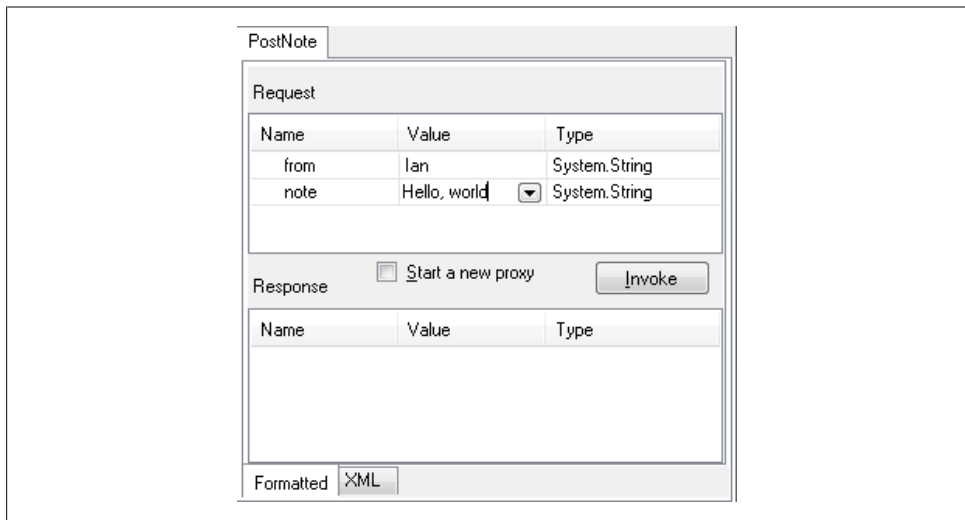 PostNote
Request
Name Value Type
from Ian System.String
note Hello, world System.String
Start a new proxy
Response
Invoke
Name Value Type
Formatted XML